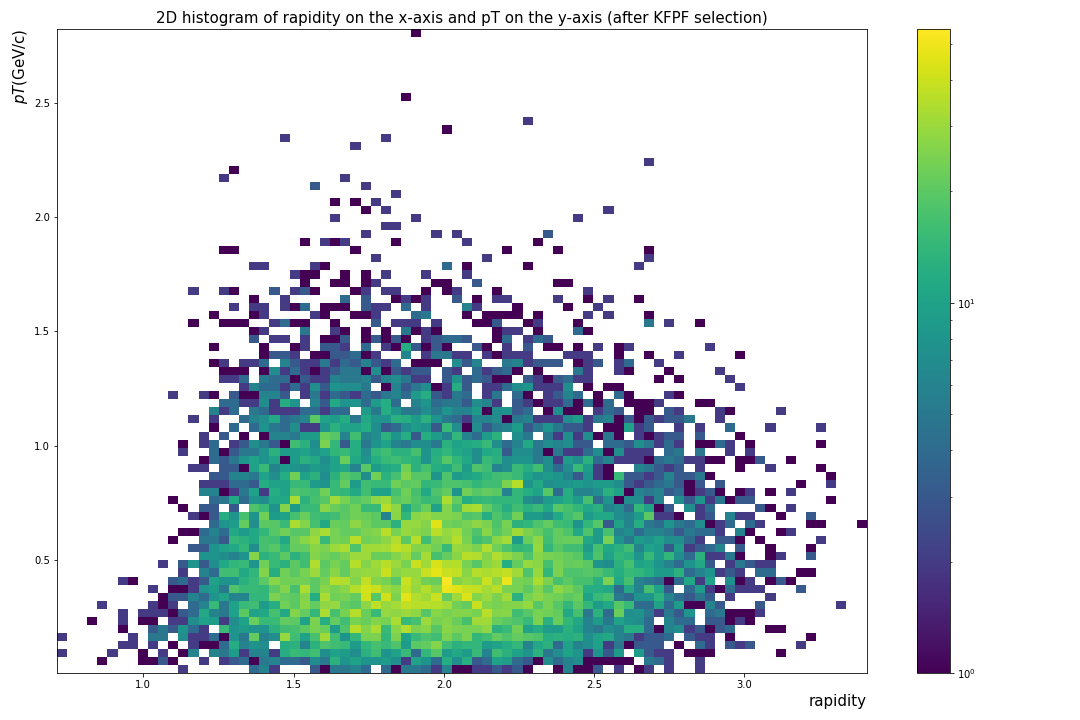 2D histogram of rapidity on the x-axis and pT on the y-axis (after KFPF selection)
pT(GeV/c)
2.5
2.0
1.5
1.0
0.5
1.0 1.5 2.0 2.5 3.0
rapidity
10¹
10⁰